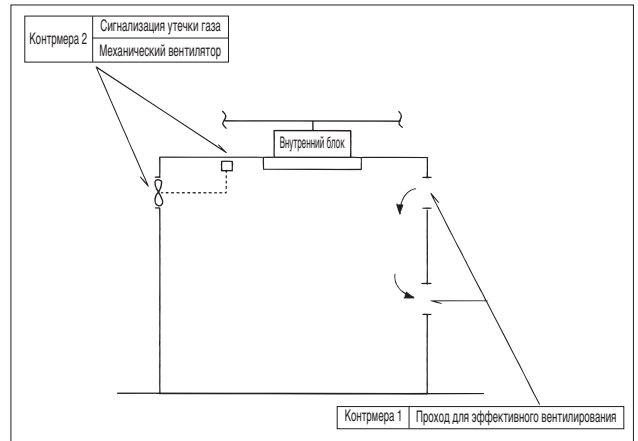 Контрмера 2
Сигнализация утечки газа
Механический вентилятор
Внутренний блок
Контрмера 1
Проход для эффективного вентилирования